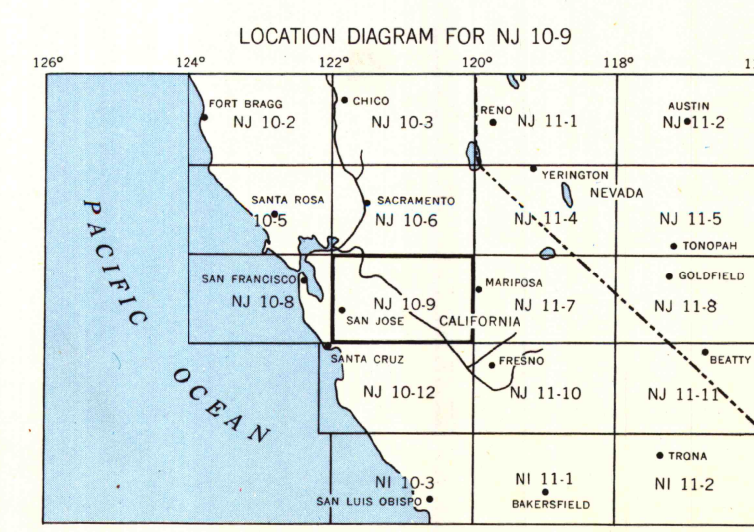 LOCATION DIAGRAM FOR NJ 10-9
126°
124°
122°
120°
118°
FORT BRAGG
NJ 10-2
CHICO
NJ 10-3
RENO
NJ 11-1
AUSTIN
NJ 11-2
YERINGTON
NEVADA
SANTA ROSA
10-5
SACRAMENTO
NJ 10-6
NJ 11-4
NJ 11-5
TONOPAH
PACIFIC
OCEAN
SAN FRANCISCO
NJ 10-8
NJ 10-9
SAN JOSE
MARIPOSA
NJ 11-7
CALIFORNIA
GOLDFIELD
NJ 11-8
SANTA CRUZ
NJ 10-12
FRESNO
NJ 11-10
BEATTY
NJ 11-11
NI 10-3
SAN LUIS OBISPO
NI 11-1
BAKERSFIELD
TRONA
NI 11-2